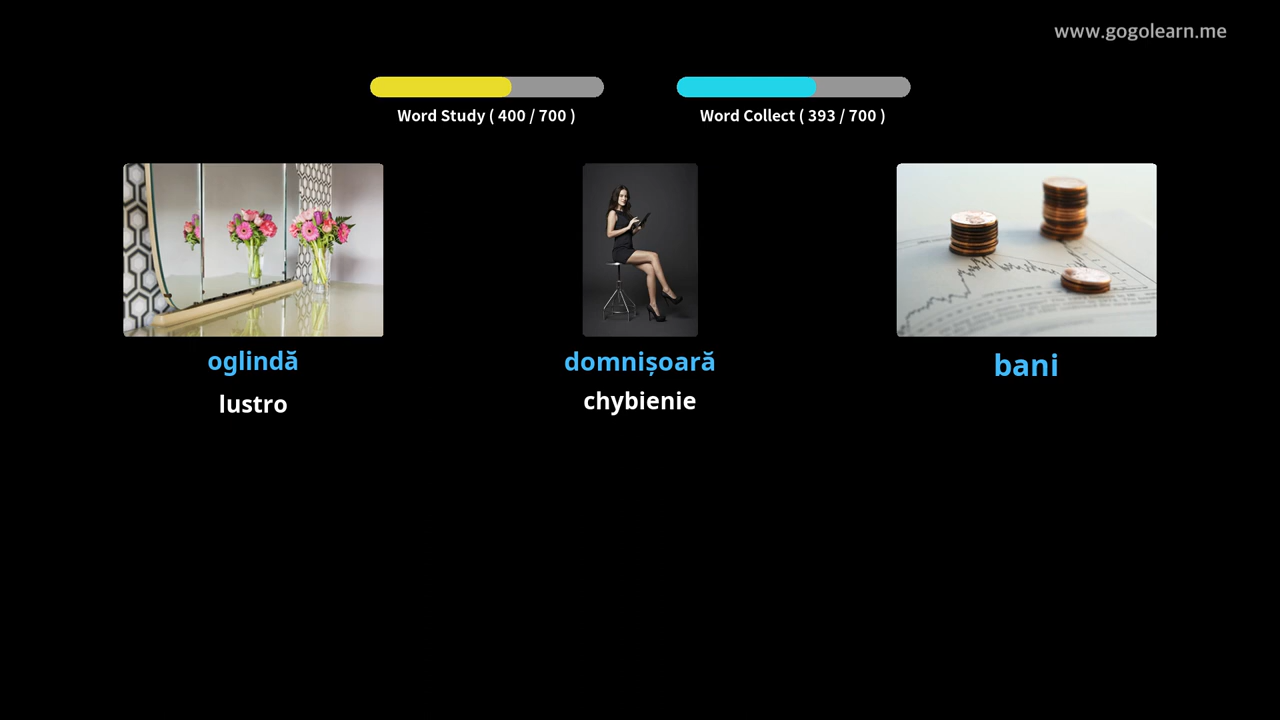 www.gogolearn.me
Word Study ( 400 / 700 )
Word Collect ( 393 / 700 )
oglindă
domnișoară
bani
lustro
chybienie